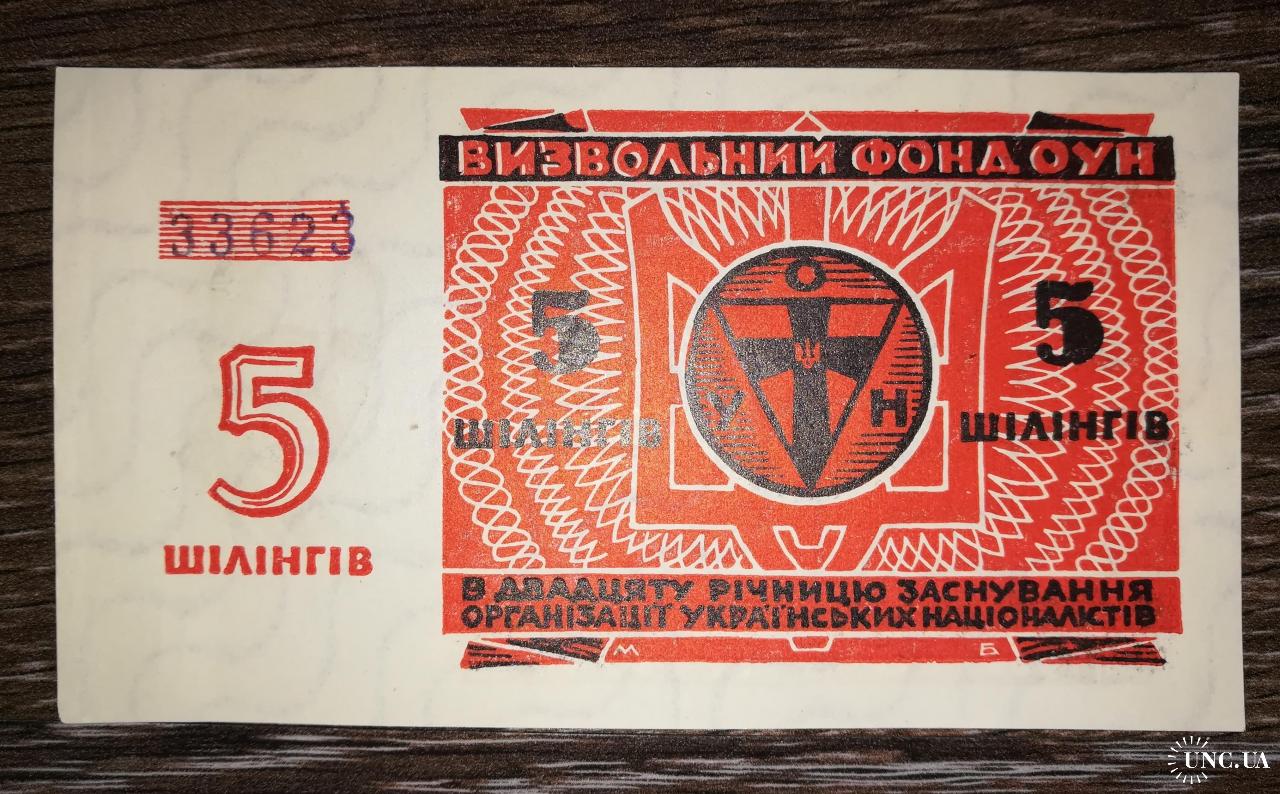 33623
5
ШІЛІНГІВ
ВИЗВОЛЬНИЙ ФОНД ОУН
5
ШІЛІНГІВ
О
У Н
5
ШІЛІНГІВ
В ДВАДЦЯТУ РІЧНИЦЮ ЗАСНУВАННЯ
ОРГАНІЗАЦІЇ УКРАЇНСЬКИХ НАЦІОНАЛІСТІВ
М Б
UNC.UA